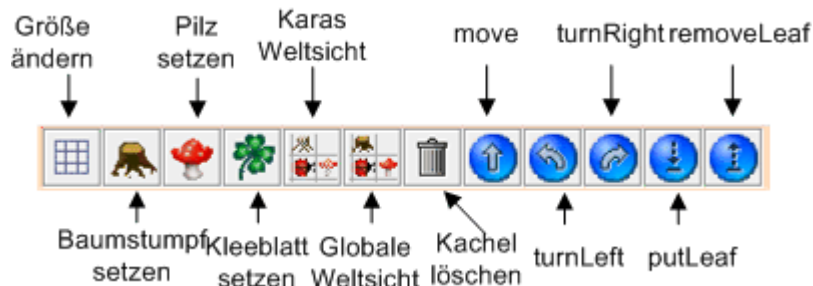 Größe
ändern
Pilz
setzen
Karas
Weltsicht
move
turnRight
removeLeaf
Baumstumpf
setzen
Kleeblatt
setzen
Globale
Weltsicht
Kachel
löschen
turnLeft
putLeaf